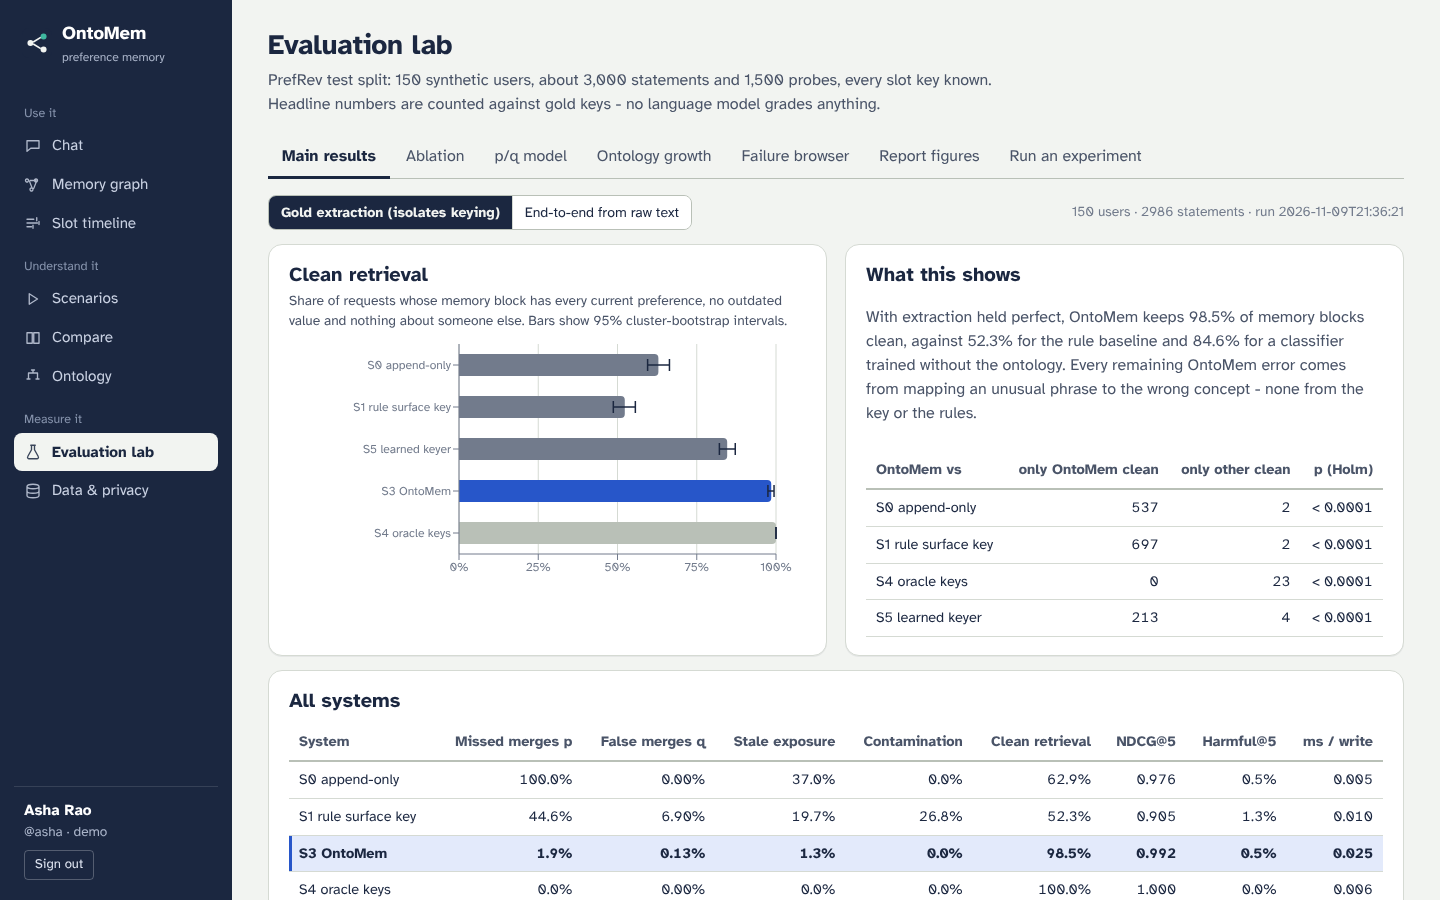 OntoMem
preference memory
Use it
Chat
Memory graph
Slot timeline
Understand it
Scenarios
Compare
Ontology
Measure it
Evaluation lab
Data & privacy
Asha Rao
@asha · demo
Sign out
Evaluation lab
PrefRev test split: 150 synthetic users, about 3,000 statements and 1,500 probes, every slot key known.
Headline numbers are counted against gold keys - no language model grades anything.
Main results Ablation p/q model Ontology growth Failure browser Report figures Run an experiment
Gold extraction (isolates keying) End-to-end from raw text
150 users · 2986 statements · run 2026-11-09T21:36:21
Clean retrieval
Share of requests whose memory block has every current preference, no outdated
value and nothing about someone else. Bars show 95% cluster-bootstrap intervals.
S0 append-only
S1 rule surface key
S5 learned keyer
S3 OntoMem
S4 oracle keys
0% 25% 50% 75% 100%
What this shows
With extraction held perfect, OntoMem keeps 98.5% of memory blocks
clean, against 52.3% for the rule baseline and 84.6% for a classifier
trained without the ontology. Every remaining OntoMem error comes
from mapping an unusual phrase to the wrong concept - none from the
key or the rules.
OntoMem vs only OntoMem clean only other clean p (Holm)
S0 append-only 537 2 < 0.0001
S1 rule surface key 697 2 < 0.0001
S4 oracle keys 0 23 < 0.0001
S5 learned keyer 213 4 < 0.0001
All systems
System Missed merges p False merges q Stale exposure Contamination Clean retrieval NDCG@5 Harmful@5 ms / write
S0 append-only 100.0% 0.00% 37.0% 0.0% 62.9% 0.976 0.5% 0.005
S1 rule surface key 44.6% 6.90% 19.7% 26.8% 52.3% 0.905 1.3% 0.010
S3 OntoMem 1.9% 0.13% 1.3% 0.0% 98.5% 0.992 0.5% 0.025
S4 oracle keys 0.0% 0.00% 0.0% 0.0% 100.0% 1.000 0.0% 0.006